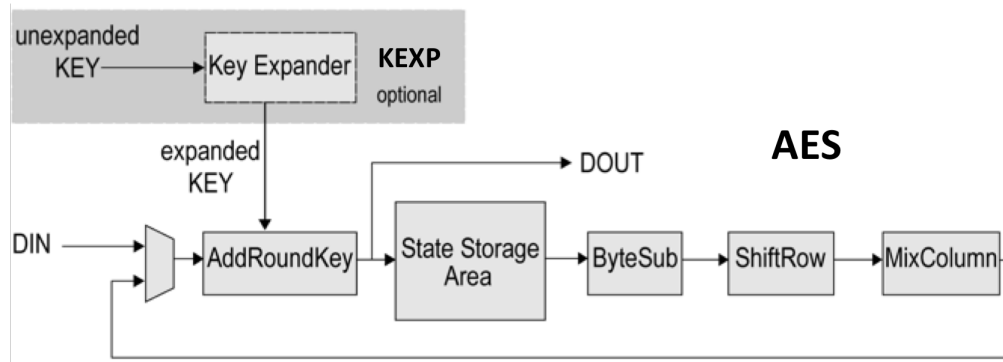 unexpanded
KEY
Key Expander
KEXP
optional
expanded
KEY
DOUT
AES
DIN
AddRoundKey
State Storage
Area
ByteSub
ShiftRow
MixColumn